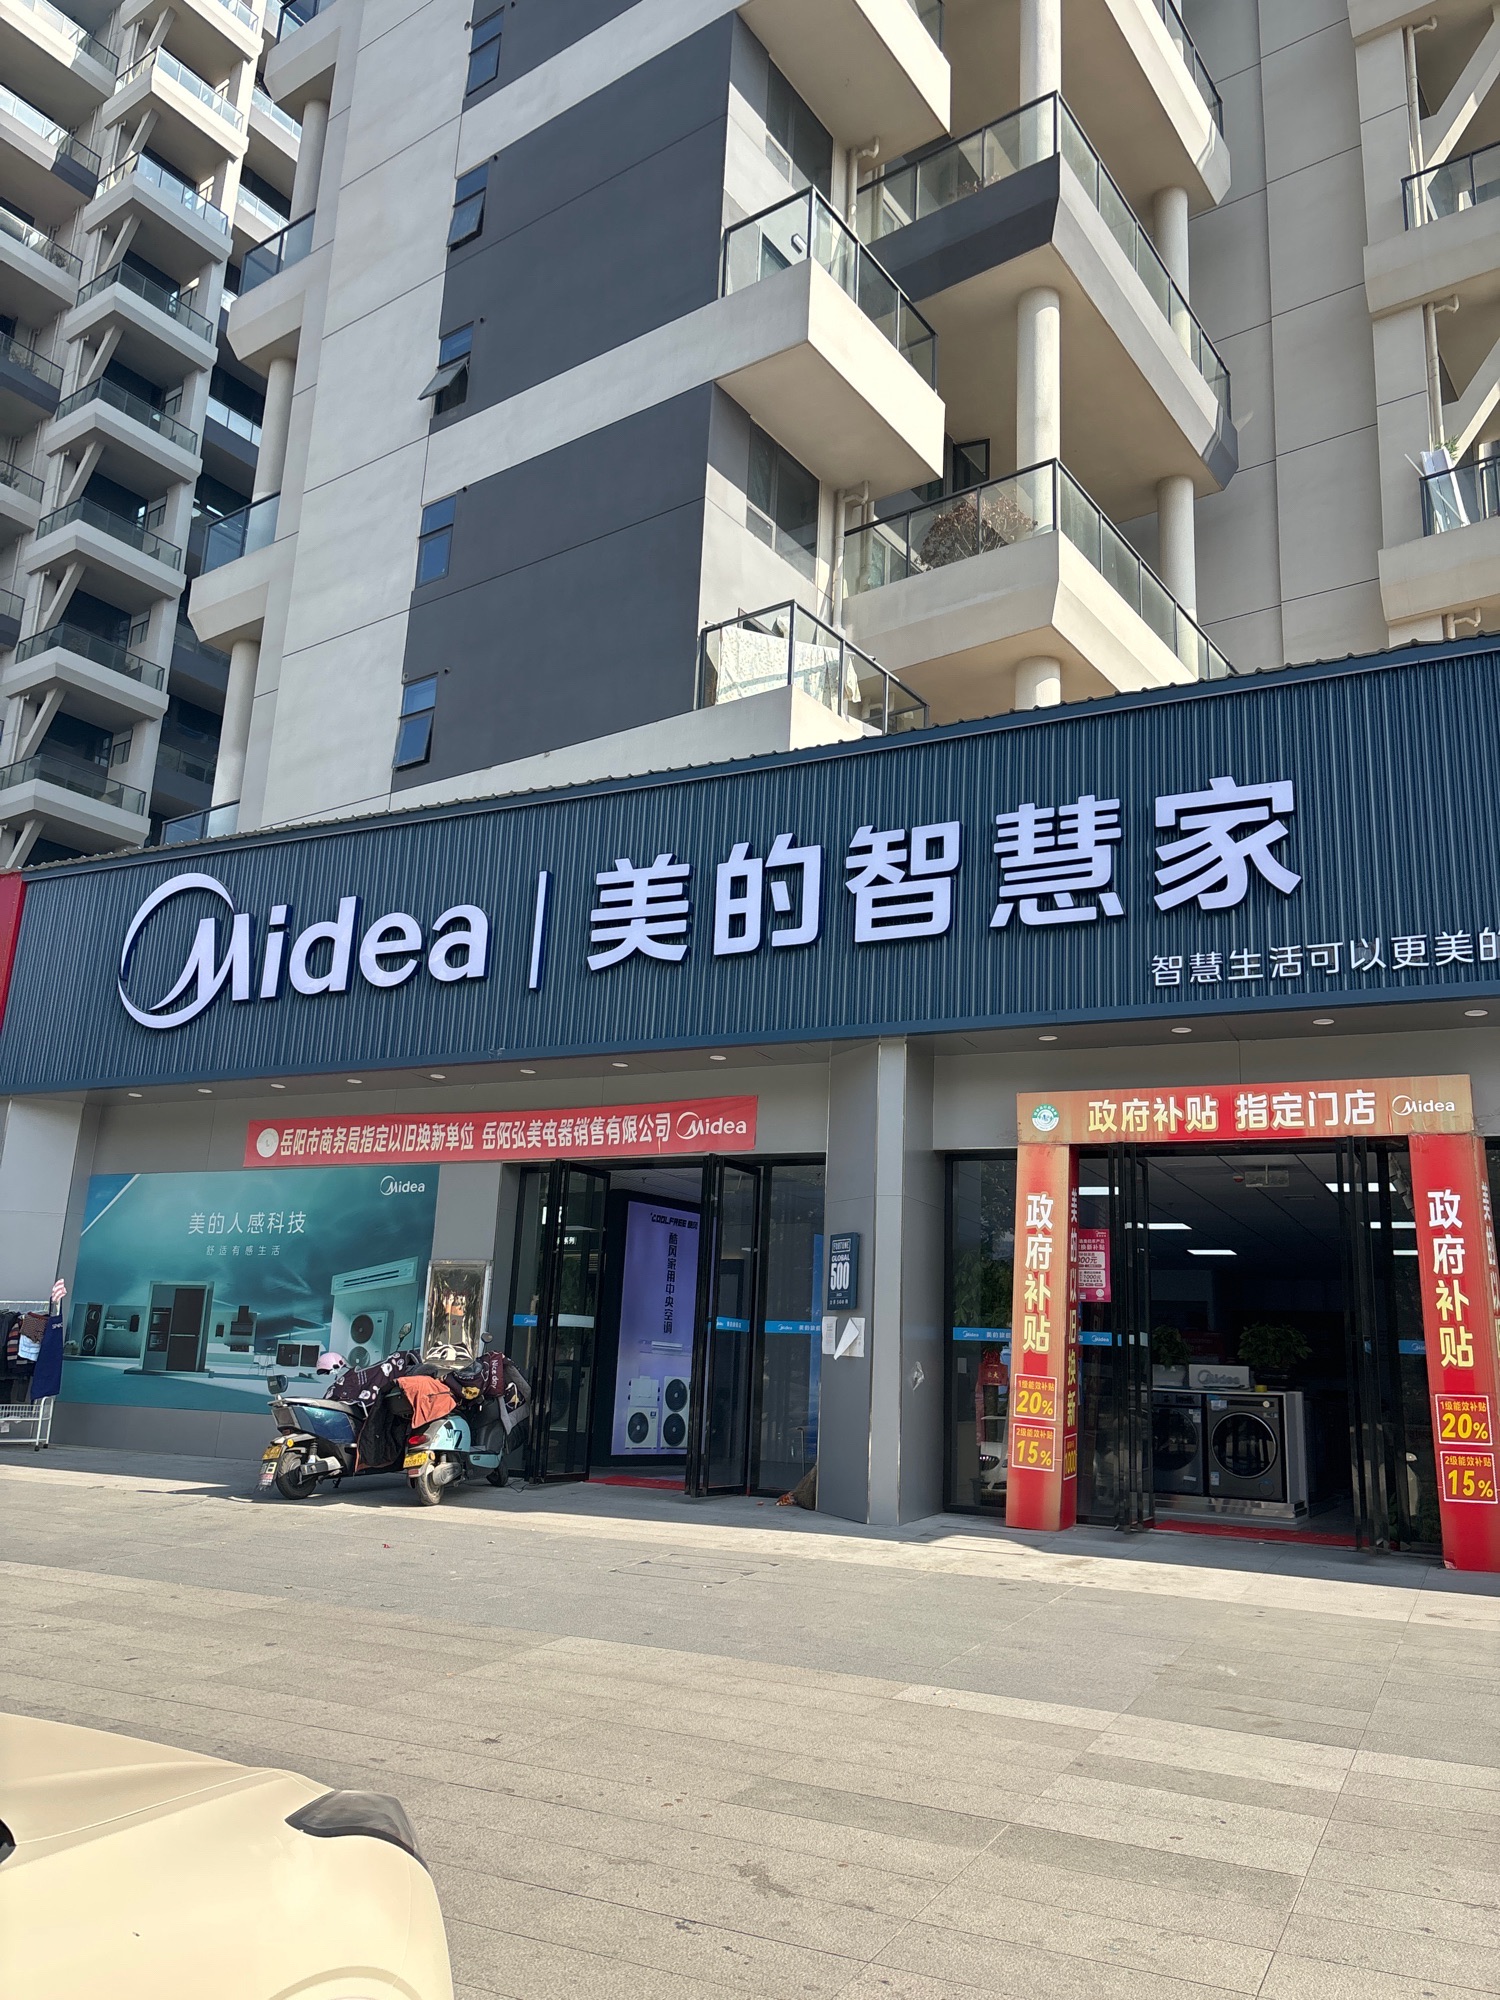 Midea 美的智慧家
智慧生活可以更美的
岳阳市商务局指定以旧换新单位 岳阳弘美电器销售有限公司 Midea
政府补贴 指定门店 Midea
Midea
美的人感科技
舒适有感生活
COOLFREE
酷风家用中央空调
FORTUNE
GLOBAL
500
政府补贴
1级能效补贴
20%
2级能效补贴
15%
Midea
政府补贴
1级能效补贴
20%
2级能效补贴
15%